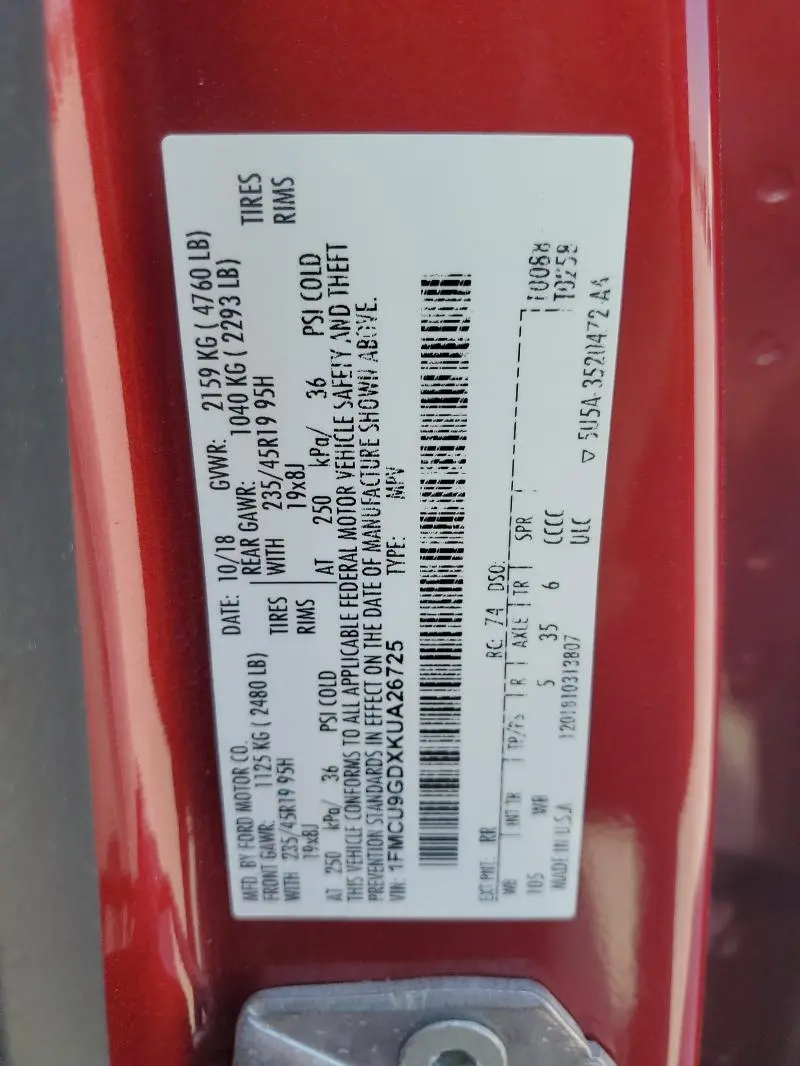 MFD. BY FORD MOTOR CO. DATE: 10/18 GVWR: 2159 KG ( 4760 LB)
FRONT GAWR: 1125 KG ( 2480 LB) REAR GAWR: 1040 KG ( 2293 LB)
WITH 235/45R19 95H TIRES WITH 235/45R19 95H TIRES
19x8J RIMS 19x8J RIMS
AT 250 kPa/ 36 PSI COLD AT 250 kPa/ 36 PSI COLD
THIS VEHICLE CONFORMS TO ALL APPLICABLE FEDERAL MOTOR VEHICLE SAFETY AND THEFT
PREVENTION STANDARDS IN EFFECT ON THE DATE OF MANUFACTURE SHOWN ABOVE.
VIN: 1FMCU9GDXKUA26725 TYPE: MPV
EXT PNT: RR RC: 74 DSO:
WB INT TR TP/PS R AXLE TR SPR 10088
T0258
105 WB 5 35 6 CCCC
ULC
MADE IN U.S.A 1201810313807
▽ 5U5A-3520472-AA